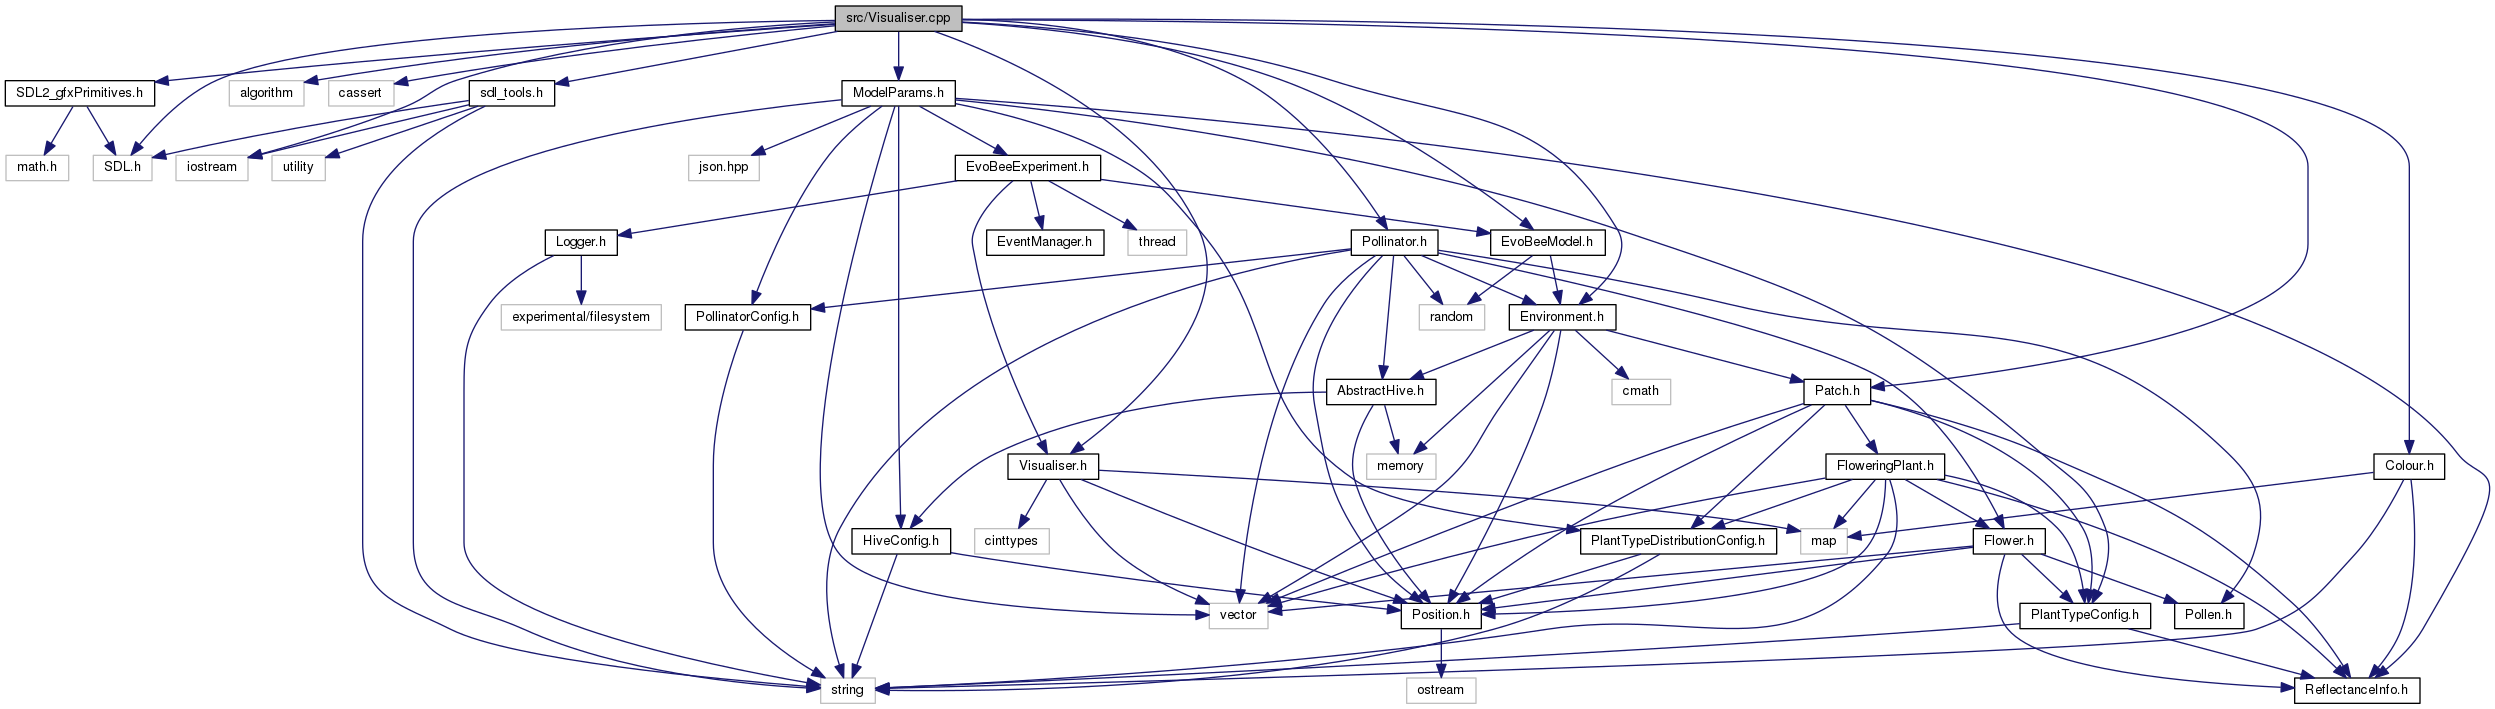 src/Visualiser.cpp
SDL2_gfxPrimitives.h
algorithm
cassert
sdl_tools.h
ModelParams.h
math.h
SDL.h
iostream
utility
json.hpp
EvoBeeExperiment.h
Logger.h
EventManager.h
thread
Pollinator.h
EvoBeeModel.h
experimental/filesystem
PollinatorConfig.h
random
Environment.h
AbstractHive.h
cmath
Patch.h
Visualiser.h
memory
FloweringPlant.h
Colour.h
HiveConfig.h
cinttypes
PlantTypeDistributionConfig.h
map
Flower.h
vector
Position.h
PlantTypeConfig.h
Pollen.h
string
ostream
ReflectanceInfo.h